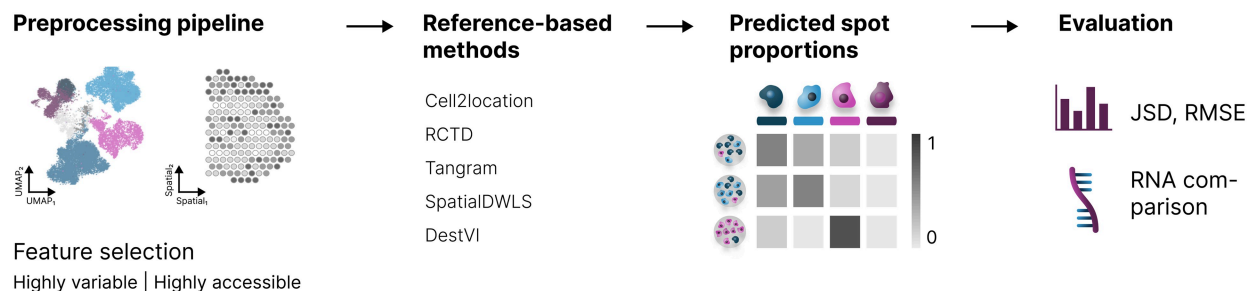 Preprocessing pipeline
UMAP₂
UMAP₁
Spatial₂
Spatial₁
Feature selection
Highly variable | Highly accessible
Reference-based
methods
Cell2location
RCTD
Tangram
SpatialDWLS
DestVI
Predicted spot
proportions
1
0
Evaluation
JSD, RMSE
RNA com-
parison